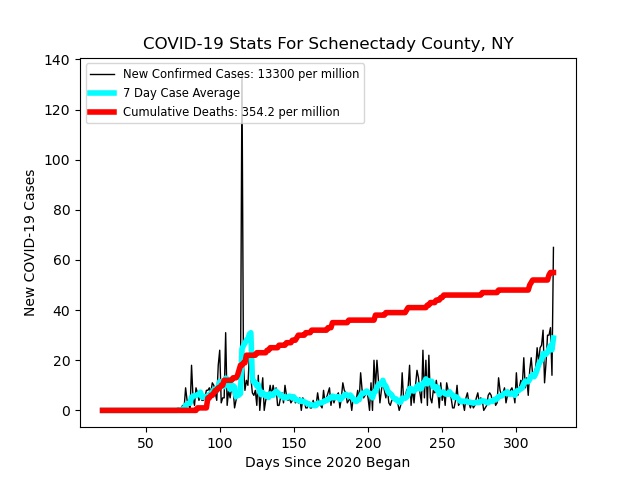 COVID-19 Stats For Schenectady County, NY
New Confirmed Cases: 13300 per million
7 Day Case Average
Cumulative Deaths: 354.2 per million
140
120
100
80
60
40
20
0
New COVID-19 Cases
50 100 150 200 250 300
Days Since 2020 Began